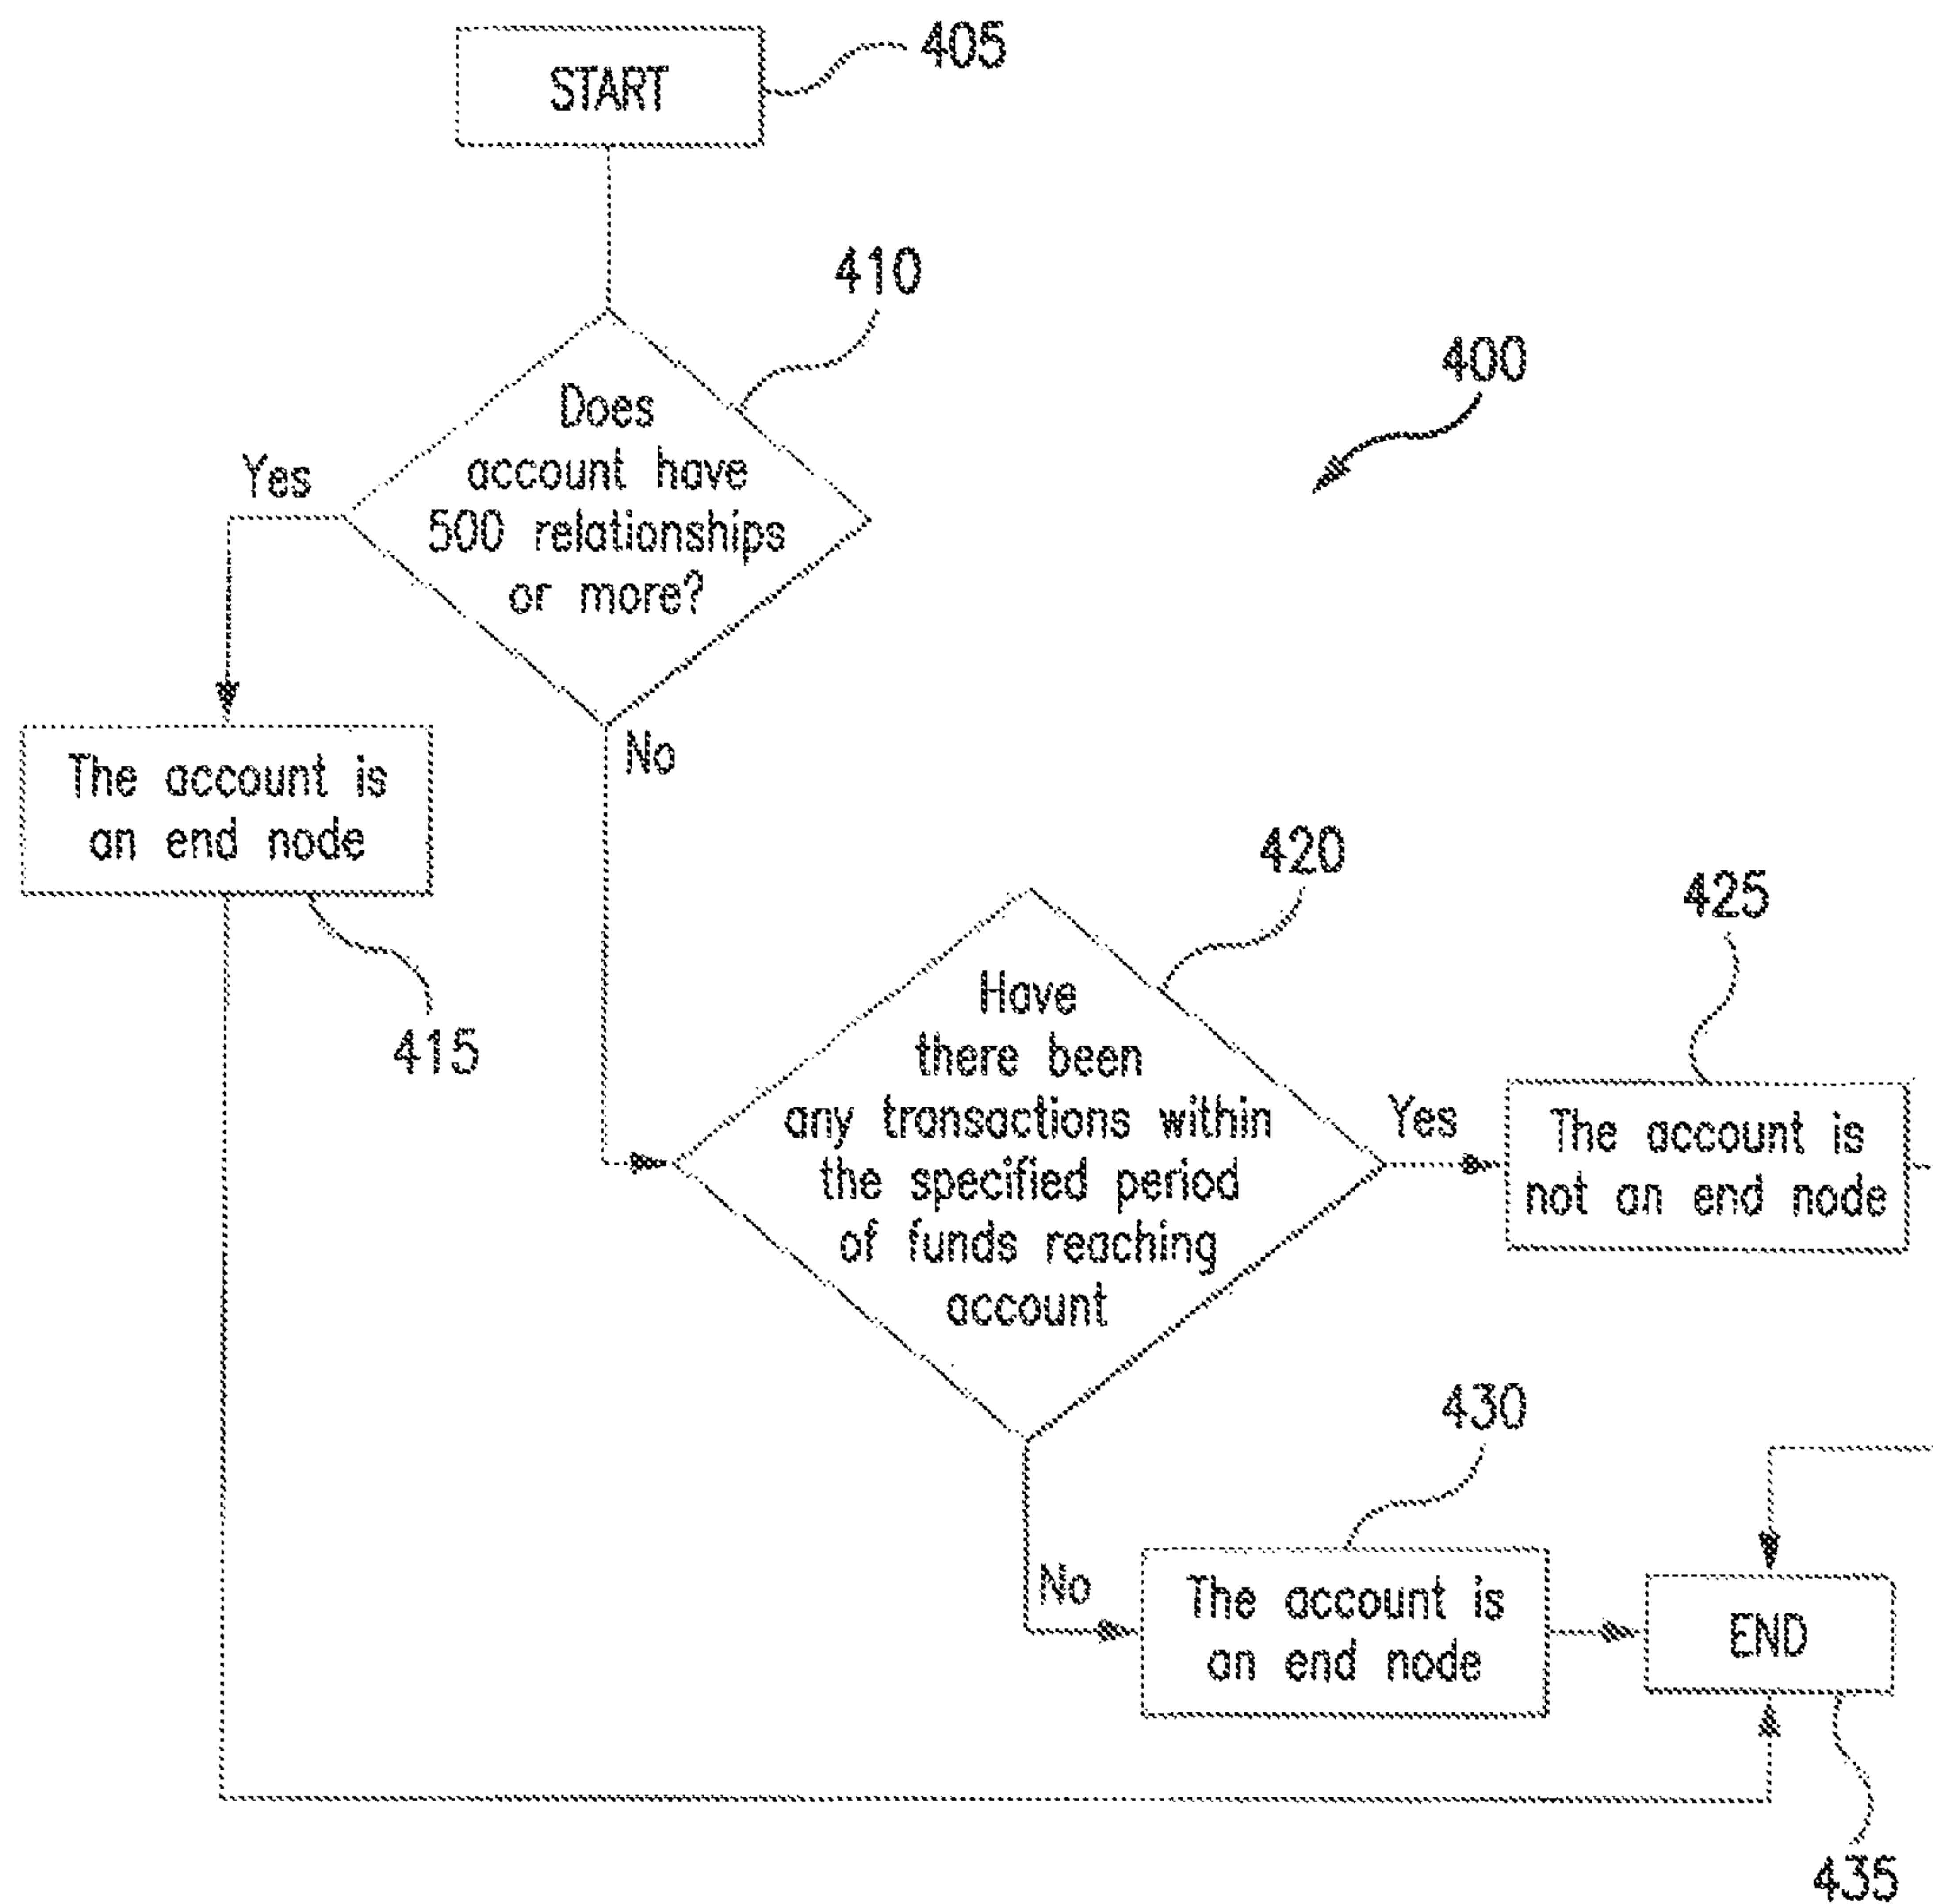 START
405
410
Does
account have
500 relationships
or more?
400
Yes
No
The account is
an end node
415
420
Have
there been
any transactions within
the specified period
of funds reaching
account
Yes
425
The account is
not an end node
No
430
The account is
an end node
END
435